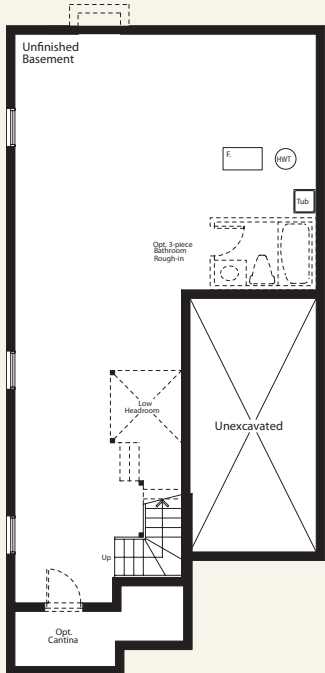 Unfinished
Basement
F.
HWT
Tub
Opt. 3-piece
Bathroom
Rough-in
Low
Headroom
Unexcavated
Up
Opt.
Cantina